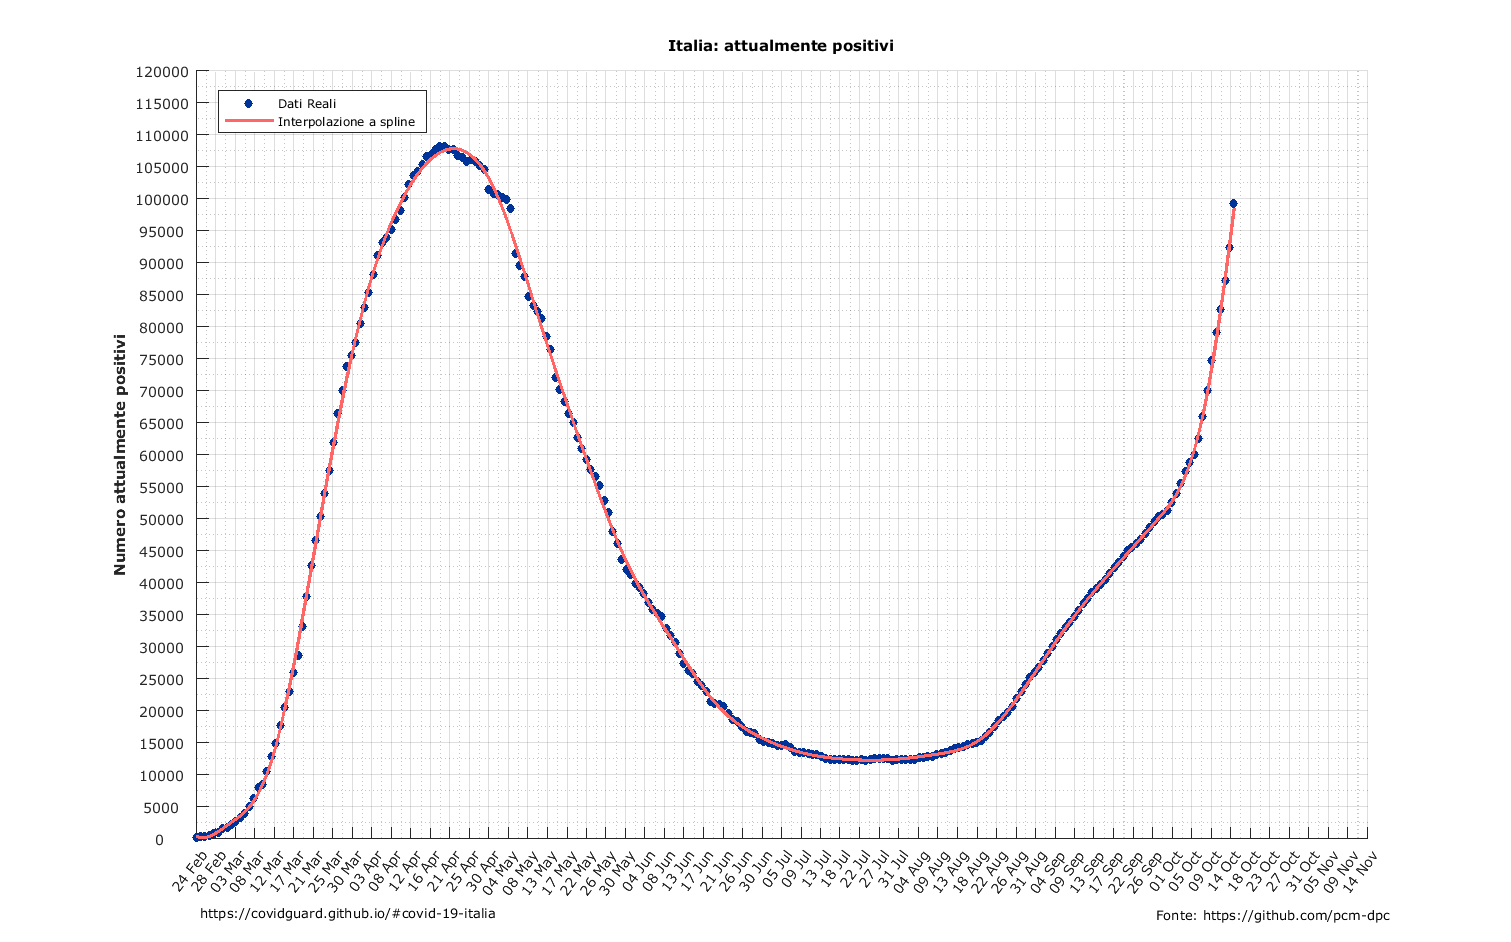 Italia: attualmente positivi
120000
115000
110000
105000
100000
95000
90000
85000
80000
75000
70000
65000
60000
55000
50000
45000
40000
35000
30000
25000
20000
15000
10000
5000
0
Numero attualmente positivi
Dati Reali
Interpolazione a spline
24 Feb
28 Feb
03 Mar
08 Mar
12 Mar
17 Mar
21 Mar
25 Mar
30 Mar
03 Apr
08 Apr
12 Apr
16 Apr
21 Apr
25 Apr
30 Apr
04 May
08 May
13 May
17 May
22 May
26 May
30 May
04 Jun
08 Jun
13 Jun
17 Jun
21 Jun
26 Jun
30 Jun
05 Jul
09 Jul
13 Jul
18 Jul
22 Jul
27 Jul
31 Jul
04 Aug
09 Aug
13 Aug
18 Aug
22 Aug
26 Aug
31 Aug
04 Sep
09 Sep
13 Sep
17 Sep
22 Sep
26 Sep
01 Oct
05 Oct
09 Oct
14 Oct
18 Oct
23 Oct
27 Oct
31 Oct
05 Nov
09 Nov
14 Nov
https://covidguard.github.io/#covid-19-italia
Fonte: https://github.com/pcm-dpc